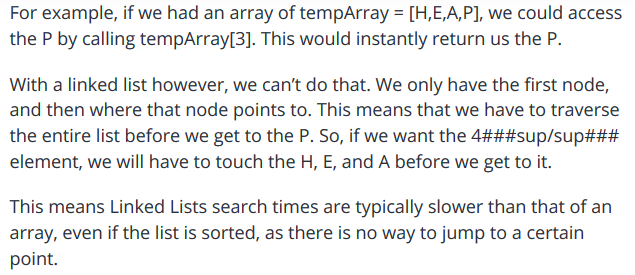 For example, if we had an array of tempArray = [H,E,A,P], we could access
the P by calling tempArray[3]. This would instantly return us the P.
With a linked list however, we can’t do that. We only have the first node,
and then where that node points to. This means that we have to traverse
the entire list before we get to the P. So, if we want the 4###sup/sup###
element, we will have to touch the H, E, and A before we get to it.
This means Linked Lists search times are typically slower than that of an
array, even if the list is sorted, as there is no way to jump to a certain
point.